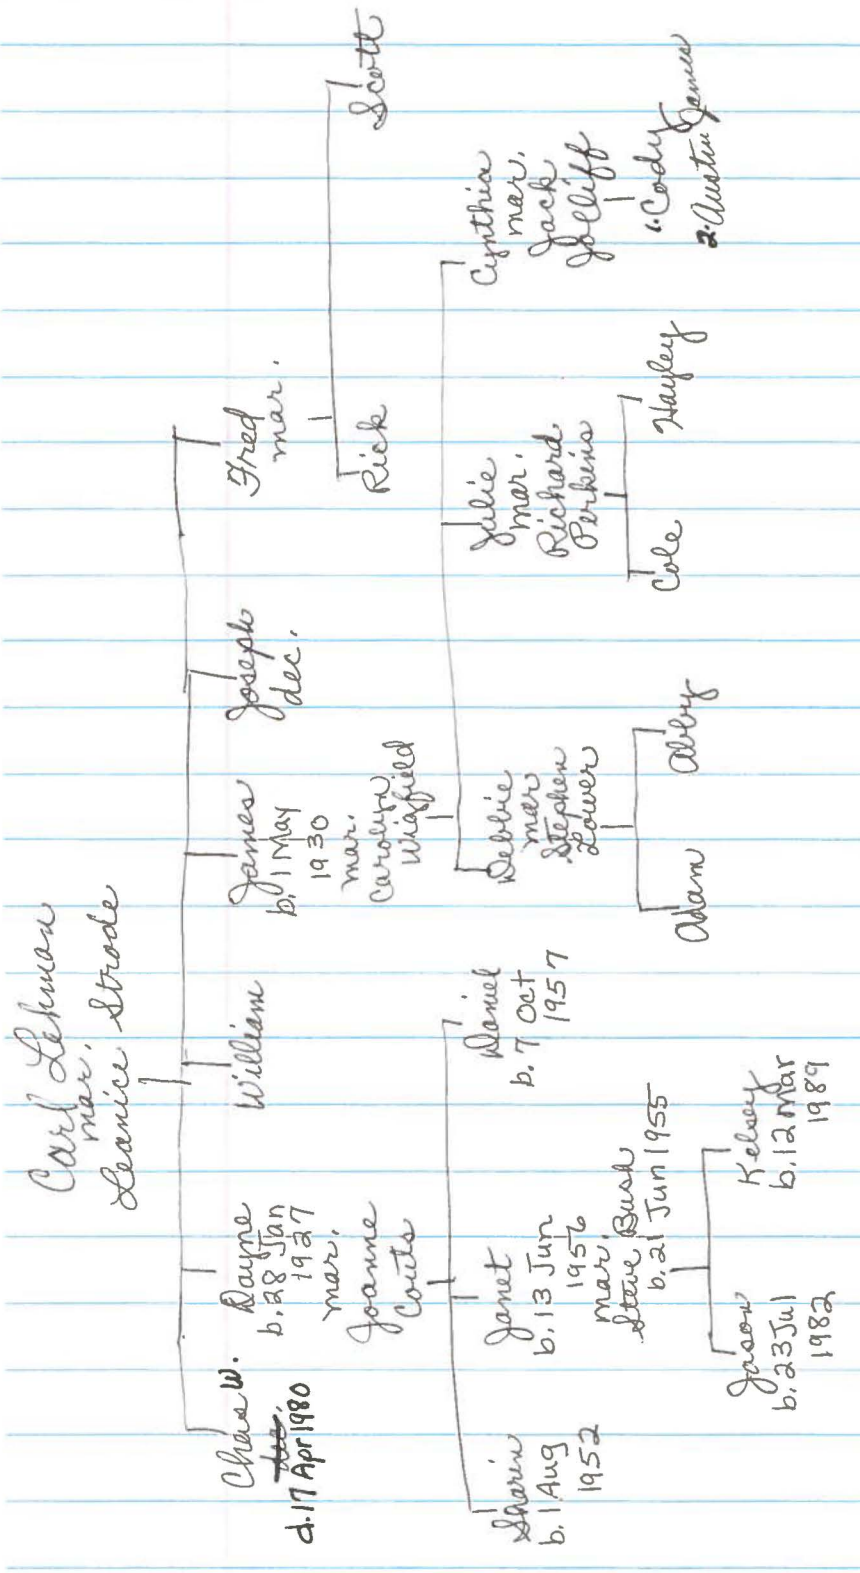 Carl Lehman
mar.
Leanice Strode
Chas W.
dec.
d. 17 Apr 1980
Dayne
b. 28 Jan
1927
mar.
Joanne
Couts
William
James
b. 1 May
1930
mar.
Carolyn
Wigfield
Joseph
dec.
Fred
mar.
Rick
Scott
Sharin
b. 1 Aug
1952
Janet
b. 13 Jun
1956
mar.
Steve Bush
b. 21 Jun 1955
Daniel
b. 7 Oct
1957
Debbie
mar
Stephen
Lower
Julie
mar.
Richard
Perkins
Cynthia
mar.
Jack
Jolliff
Jason
b. 23 Jul
1982
Kelsey
b. 12 Mar
1989
Adam
Abby
Cole
Hayley
1. Cody
2. Austin James